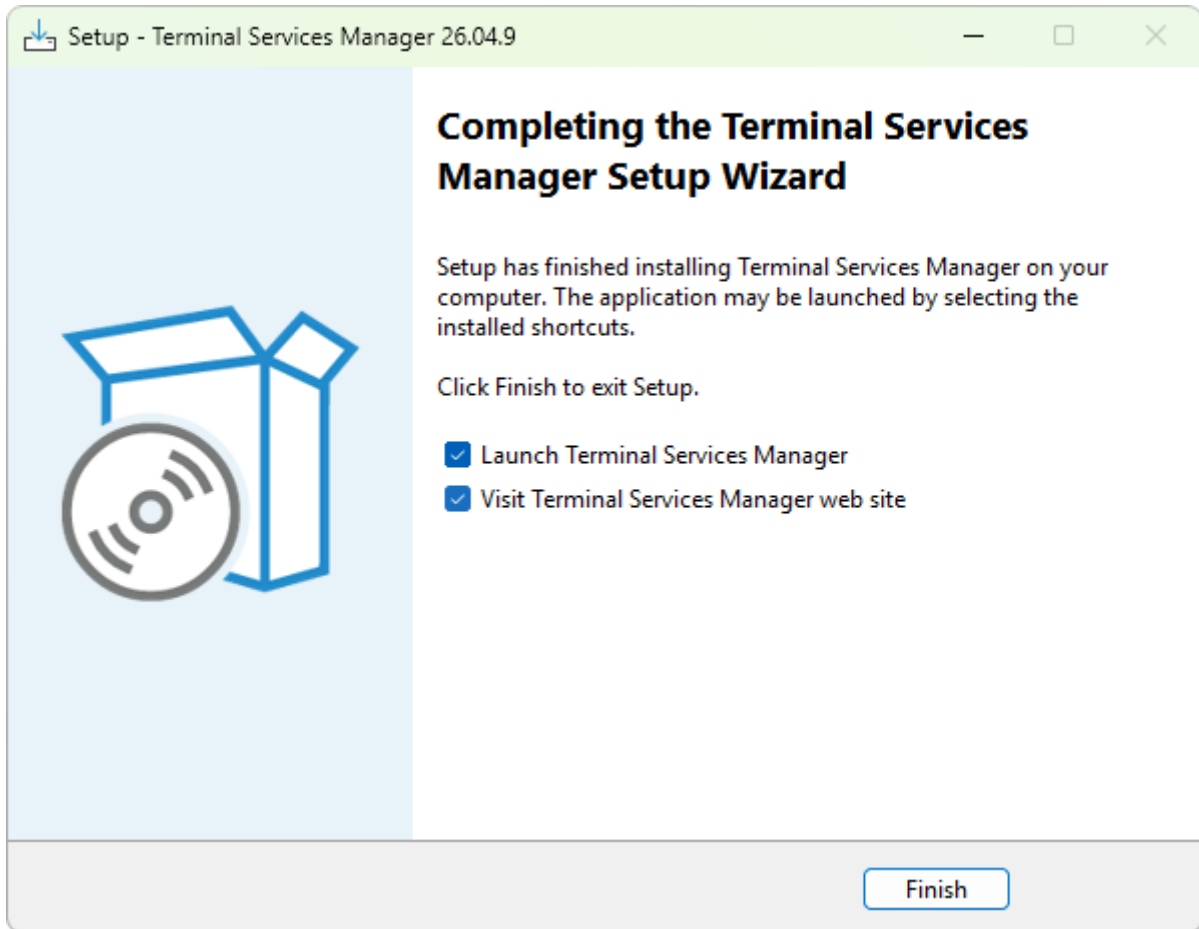 Setup - Terminal Services Manager 26.04.9
Completing the Terminal Services
Manager Setup Wizard
Setup has finished installing Terminal Services Manager on your
computer. The application may be launched by selecting the
installed shortcuts.
Click Finish to exit Setup.
Launch Terminal Services Manager
Visit Terminal Services Manager web site
Finish